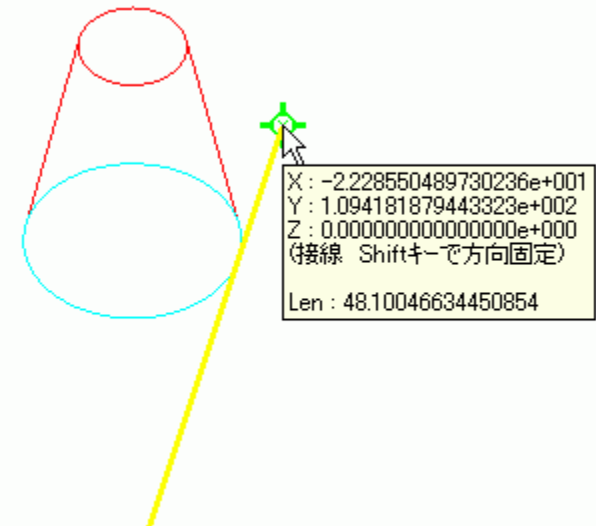 X : -2.228550489730236e+001
Y : 1.094181879443323e+002
Z : 0.000000000000000e+000
(接線 Shiftキーで方向固定)
Len : 48.10046634450854